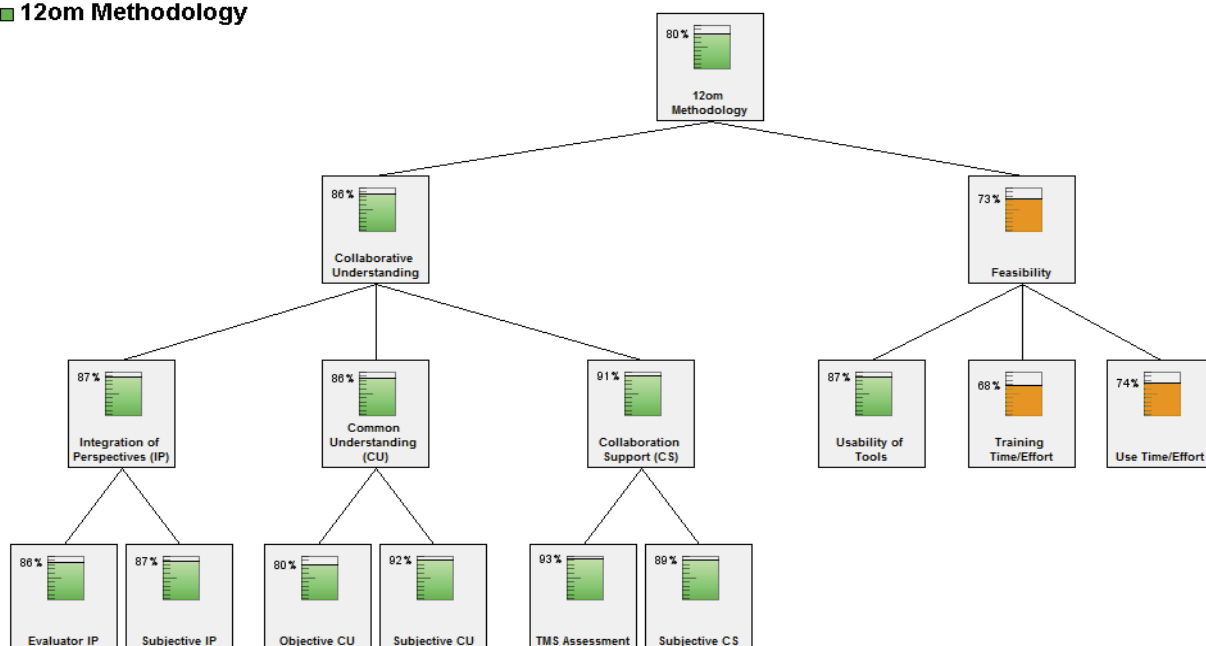 12om Methodology
80%
12om
Methodology
86%
Collaborative
Understanding
73%
Feasibility
87%
Integration of
Perspectives (IP)
86%
Common
Understanding
(CU)
91%
Collaboration
Support (CS)
87%
Usability of
Tools
68%
Training
Time/Effort
74%
Use Time/Effort
86%
Evaluator IP
87%
Subjective IP
80%
Objective CU
92%
Subjective CU
93%
TMS Assessment
89%
Subjective CS